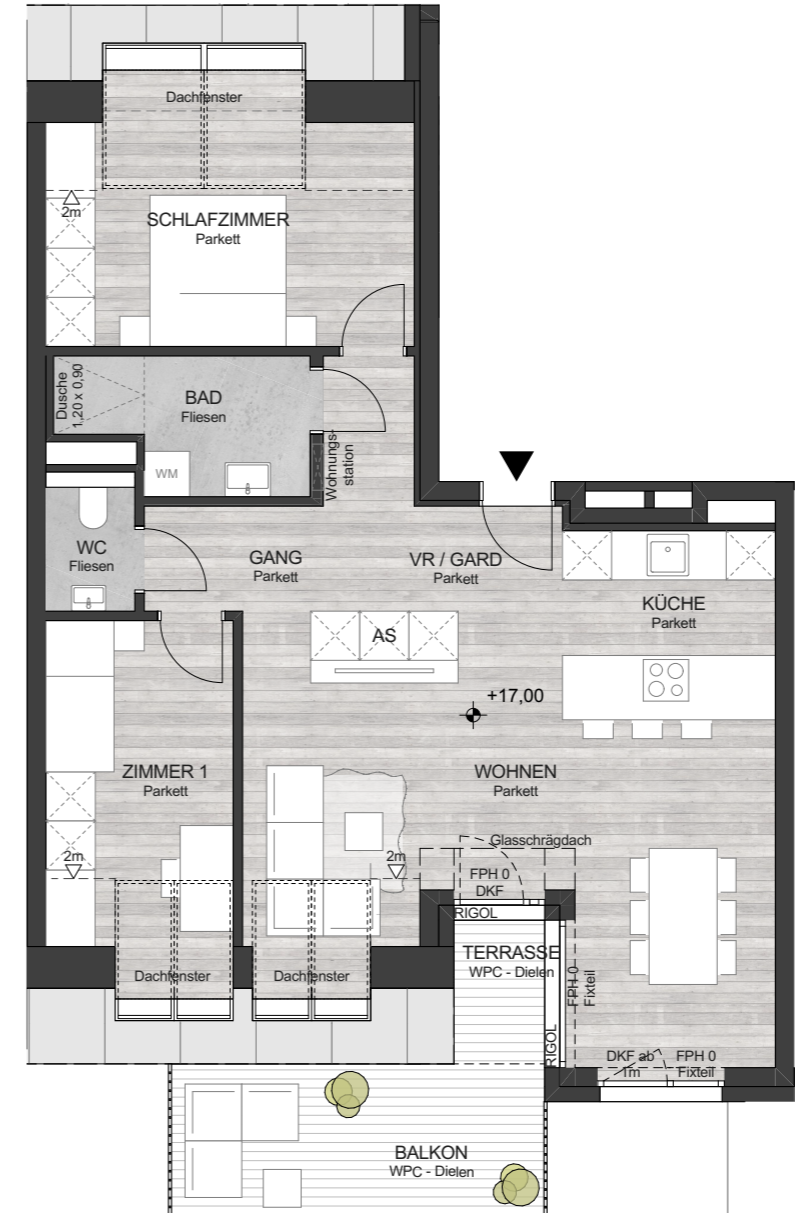 Dachfenster
2m
SCHLAFZIMMER
Parkett
Dusche
1,20 x 0,90
BAD
Fliesen
WM
Wohnungs-
station
WC
Fliesen
GANG
Parkett
VR / GARD
Parkett
KÜCHE
Parkett
AS
+17,00
ZIMMER 1
Parkett
WOHNEN
Parkett
2m
2m
Glasschrägdach
FPH 0
DKF
RIGOL
TERRASSE
WPC - Dielen
FPH 0
Fixteil
RIGOL
Dachfenster
Dachfenster
DKF ab
1m
FPH 0
Fixteil
BALKON
WPC - Dielen